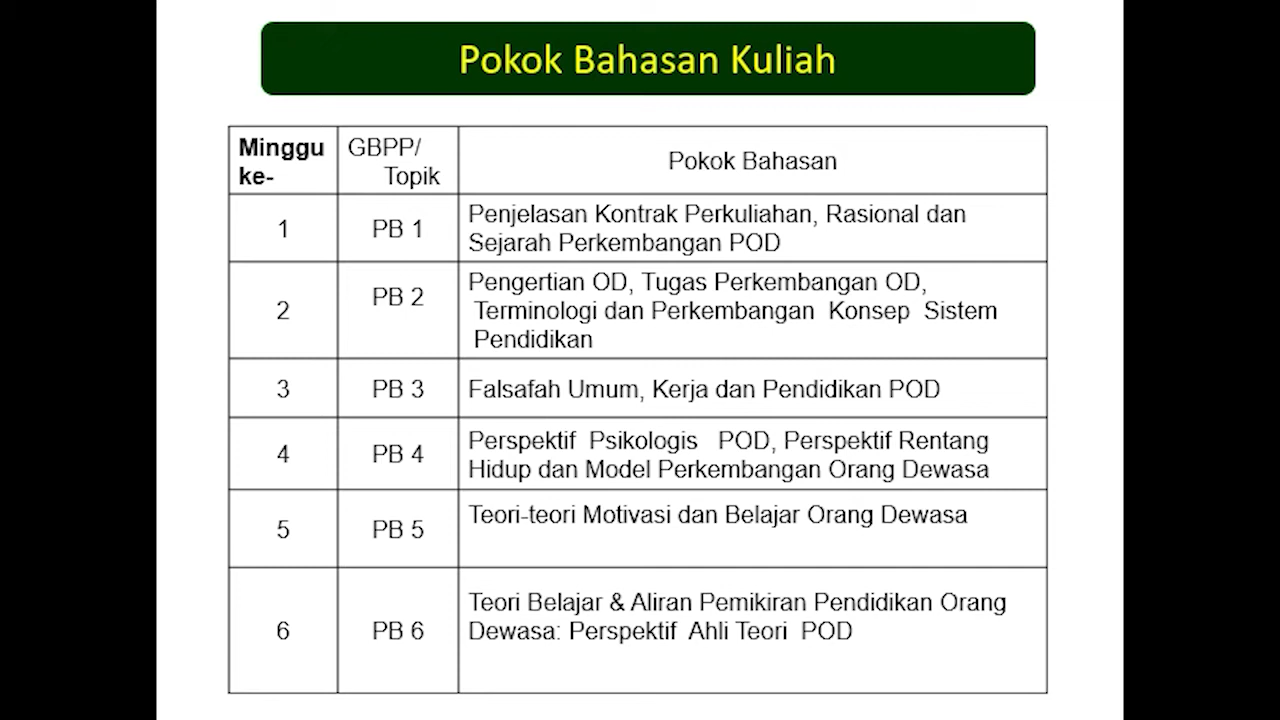 Pokok Bahasan Kuliah
Minggu
ke-
GBPP/
Topik
Pokok Bahasan
1
PB 1
Penjelasan Kontrak Perkuliahan, Rasional dan
Sejarah Perkembangan POD
2
PB 2
Pengertian OD, Tugas Perkembangan OD,
Terminologi dan Perkembangan Konsep Sistem
Pendidikan
3
PB 3
Falsafah Umum, Kerja dan Pendidikan POD
4
PB 4
Perspektif Psikologis POD, Perspektif Rentang
Hidup dan Model Perkembangan Orang Dewasa
5
PB 5
Teori-teori Motivasi dan Belajar Orang Dewasa
6
PB 6
Teori Belajar & Aliran Pemikiran Pendidikan Orang
Dewasa: Perspektif Ahli Teori POD